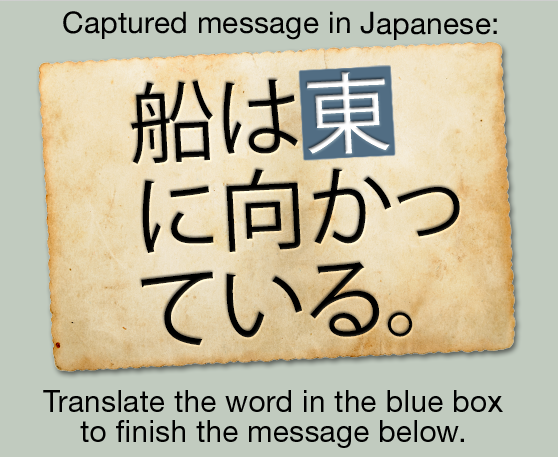 Captured message in Japanese:
船は東
に向かっ
ている。
Translate the word in the blue box
to finish the message below.